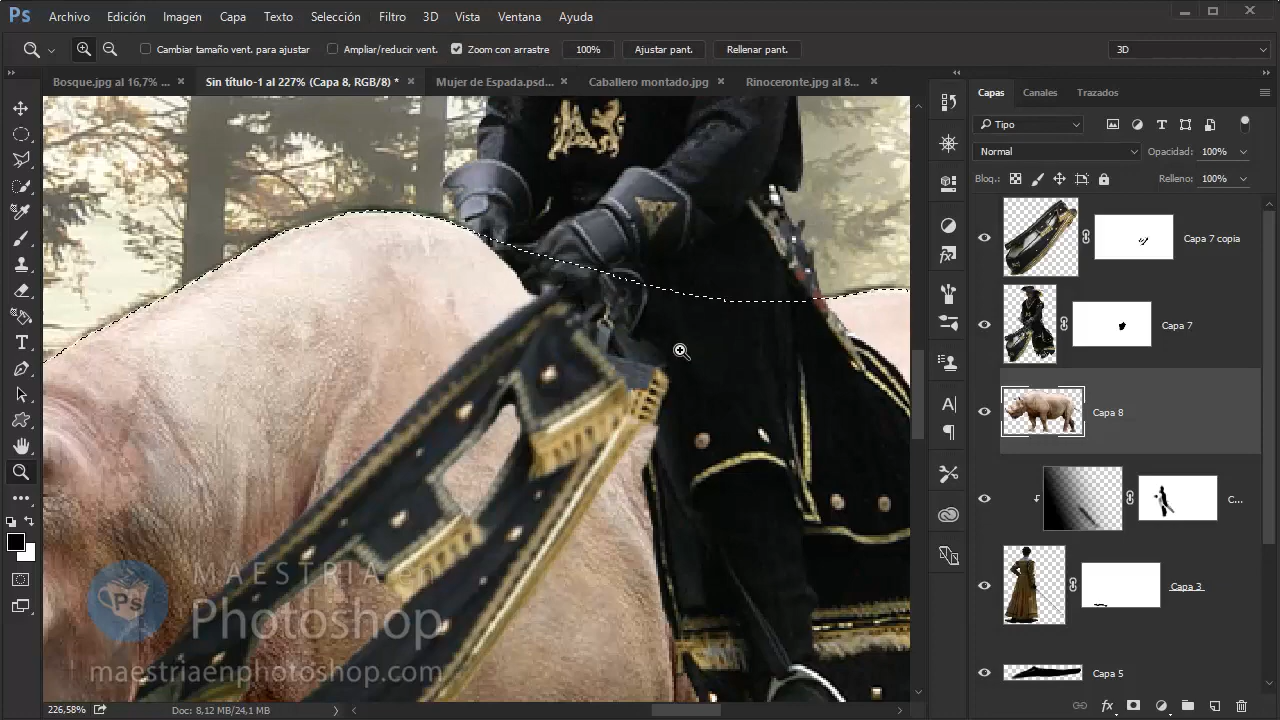 Ps Archivo Edición Imagen Capa Texto Selección Filtro 3D Vista Ventana Ayuda
Cambiar tamaño vent. para ajustar Ampliar/reducir vent. Zoom con arrastre 100% Ajustar pant. Rellenar pant. 3D
Bosque.jpg al 16,7% ... × Sin título-1 al 227% (Capa 8, RGB/8) * × Mujer de Espada.psd... × Caballero montado.jpg × Rinoceronte.jpg al 8... ×
Capas Canales Trazados
Tipo
Normal Opacidad: 100%
Bloq.: Relleno: 100%
Capa 7 copia
Capa 7
Capa 8
C...
Capa 3
Capa 5
Ps
MAESTRIA en
Photoshop
maestriaenphotoshop.com
226,58% Doc: 8,12 MB/24,1 MB
fx